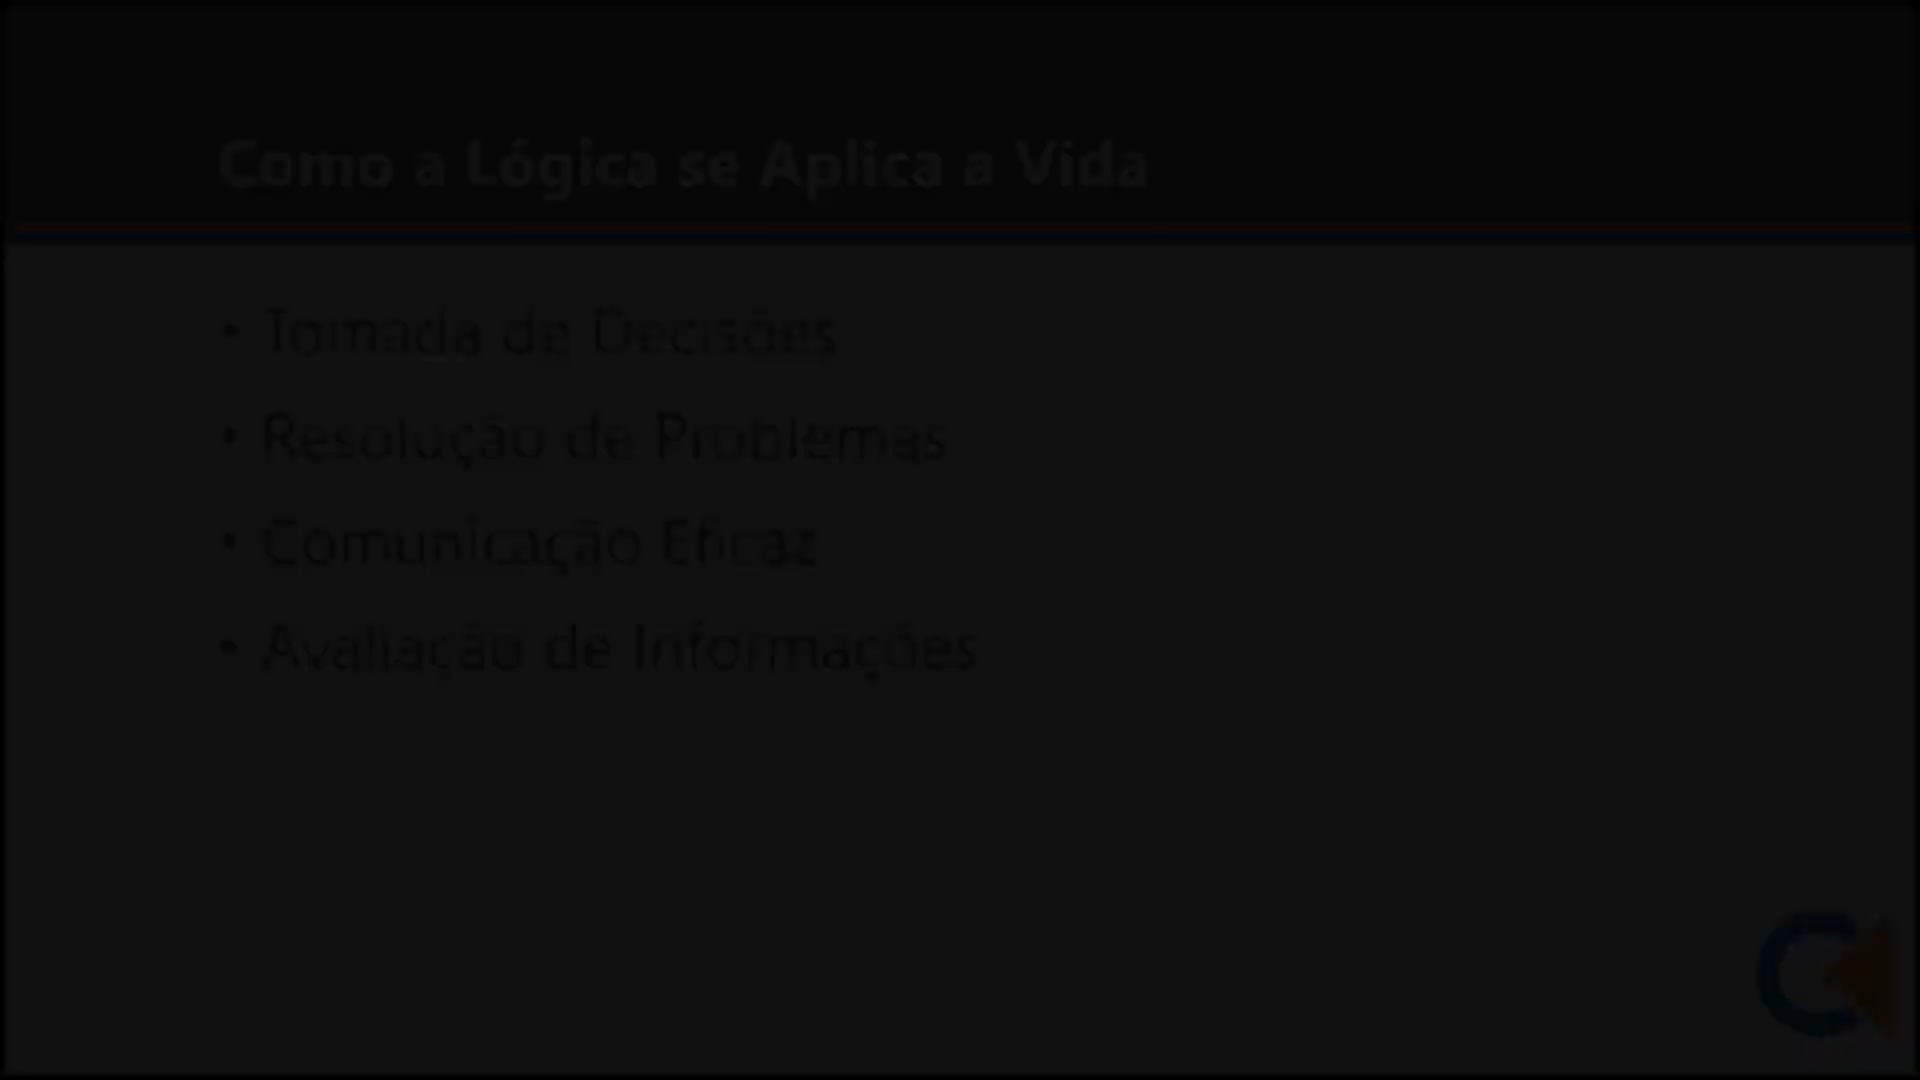 Como a Lógica se Aplica a Vida
• Tomada de Decisões
• Resolução de Problemas
• Comunicação Eficaz
• Avaliação de Informações